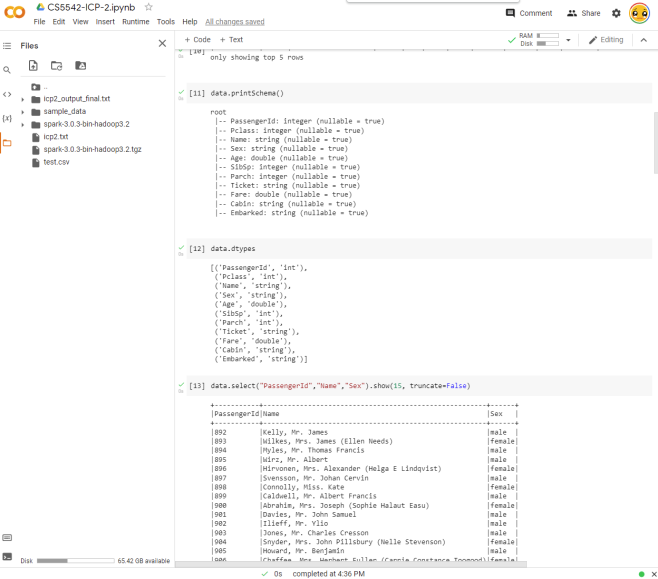 CS5542-ICP-2.ipynb
Comment
Share
File Edit View Insert Runtime Tools Help All changes saved
Files
+ Code + Text
RAM
Disk
Editing
[10]
0s
only showing top 5 rows
..
icp2_output_final.txt
sample_data
spark-3.0.3-bin-hadoop3.2
icp2.txt
spark-3.0.3-bin-hadoop3.2.tgz
test.csv
{x}
[11] data.printSchema()
0s
root
|-- PassengerId: integer (nullable = true)
|-- Pclass: integer (nullable = true)
|-- Name: string (nullable = true)
|-- Sex: string (nullable = true)
|-- Age: double (nullable = true)
|-- SibSp: integer (nullable = true)
|-- Parch: integer (nullable = true)
|-- Ticket: string (nullable = true)
|-- Fare: double (nullable = true)
|-- Cabin: string (nullable = true)
|-- Embarked: string (nullable = true)
[12] data.dtypes
0s
[('PassengerId', 'int'),
('Pclass', 'int'),
('Name', 'string'),
('Sex', 'string'),
('Age', 'double'),
('SibSp', 'int'),
('Parch', 'int'),
('Ticket', 'string'),
('Fare', 'double'),
('Cabin', 'string'),
('Embarked', 'string')]
[13] data.select("PassengerId","Name","Sex").show(15, truncate=False)
0s
|PassengerId|Name |Sex |
|892 |Kelly, Mr. James |male |
|893 |Wilkes, Mrs. James (Ellen Needs) |female|
|894 |Myles, Mr. Thomas Francis |male |
|895 |Wirz, Mr. Albert |male |
|896 |Hirvonen, Mrs. Alexander (Helga E Lindqvist) |female|
|897 |Svensson, Mr. Johan Cervin |male |
|898 |Connolly, Miss. Kate |female|
|899 |Caldwell, Mr. Albert Francis |male |
|900 |Abrahim, Mrs. Joseph (Sophie Halaut Easu) |female|
|901 |Davies, Mr. John Samuel |male |
|902 |Ilieff, Mr. Ylio |male |
|903 |Jones, Mr. Charles Cresson |male |
|904 |Snyder, Mrs. John Pillsbury (Nelle Stevenson) |female|
|905 |Howard, Mr. Benjamin |male |
|906 |Chaffee, Mrs. Herbert Fuller (Carrie Constance Toogood)|female|
Disk 65.42 GB available
0s completed at 4:36 PM